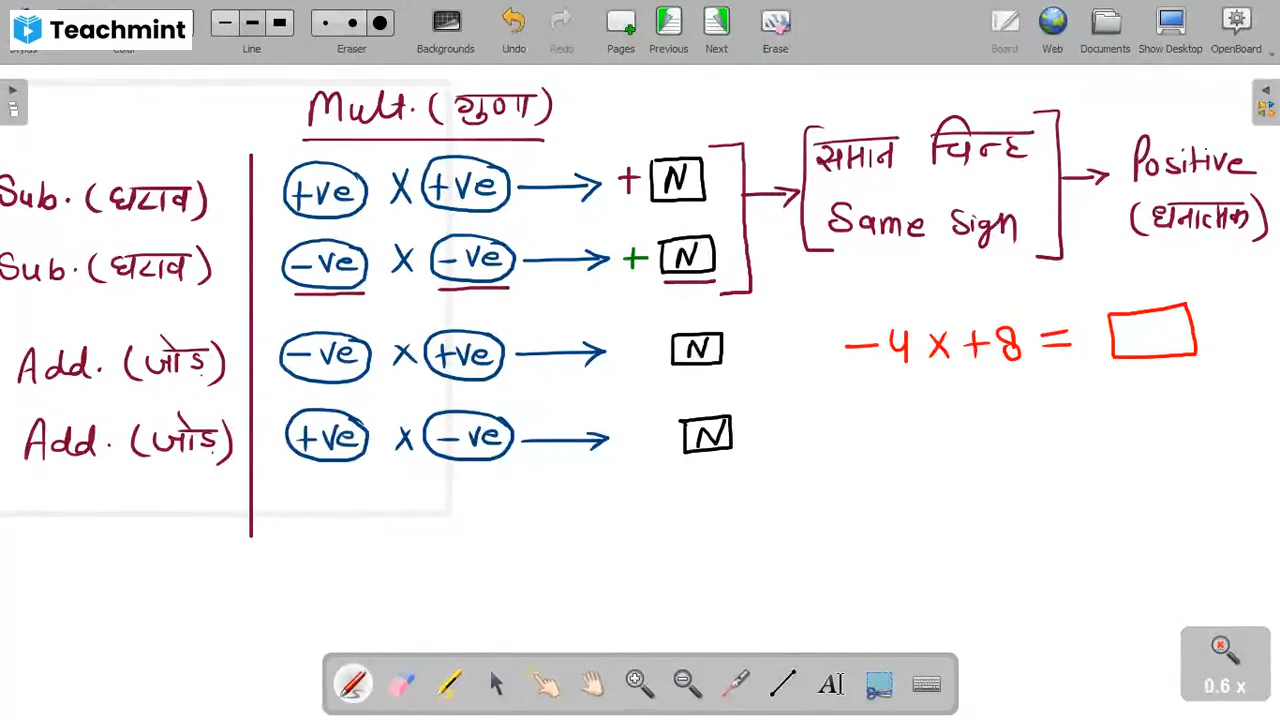 Teachmint
Line
Eraser
Backgrounds
Undo
Redo
Pages
Previous
Next
Erase
Board
Web
Documents
Show Desktop
OpenBoard
Mult. (गुणा)
Sub. (घटाव)
+ve X +ve → + N
Sub. (घटाव)
-ve X -ve → + N
समान चिन्ह
Same Sign
Positive
(धनात्मक)
Add. (जोड़)
-ve x +ve → N
-4 x +8 =
Add. (जोड़)
+ve x -ve → N
0.6 x